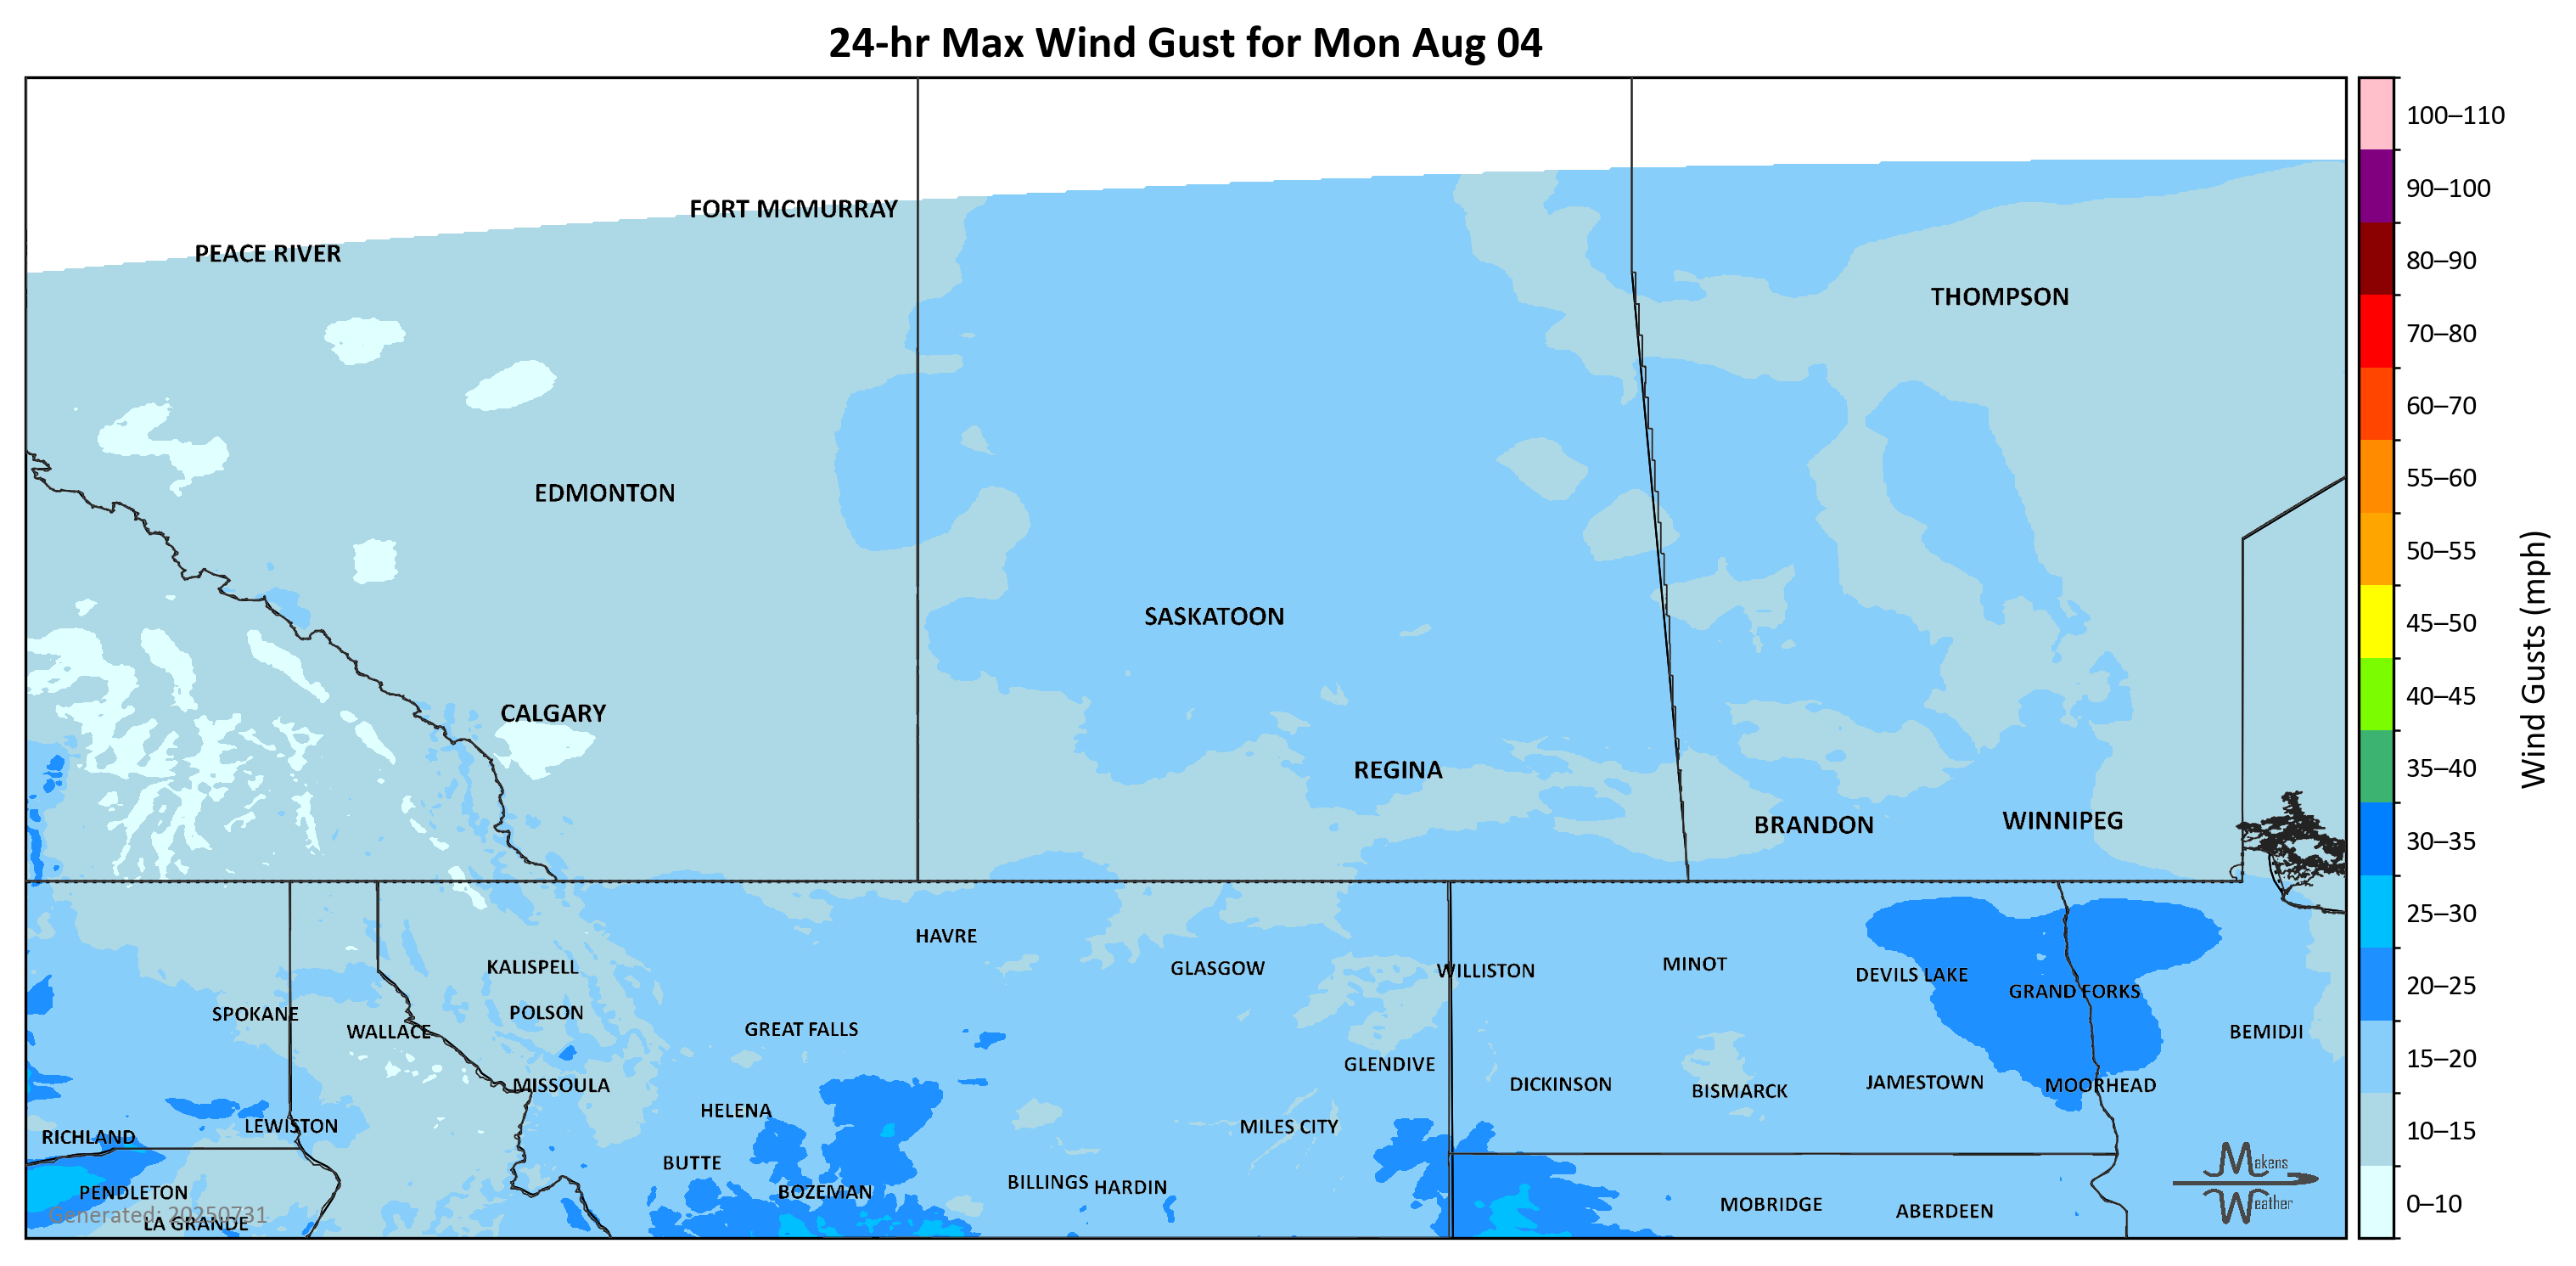 24-hr Max Wind Gust for Mon Aug 04
100–110
90–100
80–90
70–80
60–70
55–60
50–55
45–50
40–45
35–40
30–35
25–30
20–25
15–20
10–15
0–10
Wind Gusts (mph)
FORT MCMURRAY
PEACE RIVER
THOMPSON
EDMONTON
SASKATOON
CALGARY
REGINA
BRANDON
WINNIPEG
HAVRE
KALISPELL
GLASGOW
WILLISTON
MINOT
DEVILS LAKE
GRAND FORKS
SPOKANE
POLSON
WALLACE
GREAT FALLS
BEMIDJI
GLENDIVE
MISSOULA
DICKINSON
BISMARCK
JAMESTOWN
MOORHEAD
HELENA
LEWISTON
MILES CITY
RICHLAND
BUTTE
PENDLETON
BOZEMAN
BILLINGS
HARDIN
MOBRIDGE
ABERDEEN
Generated: 20250731
LA GRANDE
Makens
Weather